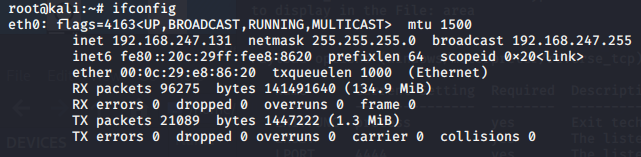 root@kali:~# ifconfig
eth0: flags=4163<UP,BROADCAST,RUNNING,MULTICAST>  mtu 1500
        inet 192.168.247.131  netmask 255.255.255.0  broadcast 192.168.247.255
        inet6 fe80::20c:29ff:fee8:8620  prefixlen 64  scopeid 0×20<link>
        ether 00:0c:29:e8:86:20  txqueuelen 1000  (Ethernet)
        RX packets 96275  bytes 141491640 (134.9 MiB)
        RX errors 0  dropped 0  overruns 0  frame 0
        TX packets 21089  bytes 1447222 (1.3 MiB)
        TX errors 0  dropped 0 overruns 0  carrier 0  collisions 0